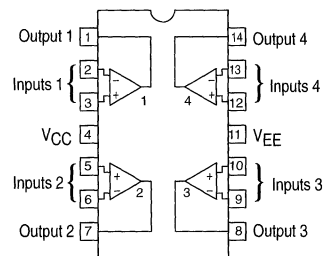 Output 1 1 14 Output 4
Inputs 1 2 − − 13 Inputs 4
3 + 1 4 + 12
VCC 4 11 VEE
Inputs 2 5 + + 10 Inputs 3
6 − 2 3 − 9
Output 2 7 8 Output 3